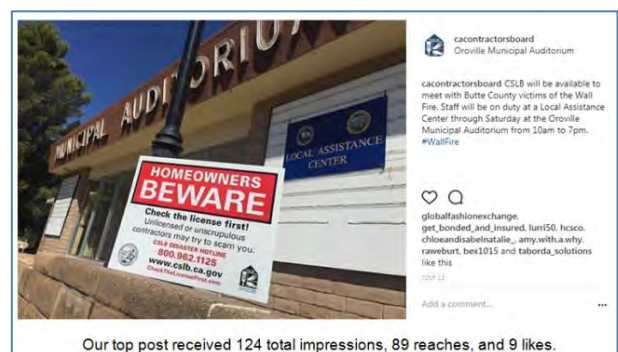 MUNICIPAL AUDITORIUM
LOCAL ASSISTANCE
CENTER
HOMEOWNERS
BEWARE
Check the license first!
Unlicensed or unscrupulous
contractors may try to scam you.
CSLB DISASTER HOTLINE
800.962.1125
www.cslb.ca.gov
CheckTheLicenseFirst.com
cacontractorsboard
Oroville Municipal Auditorium
cacontractorsboard CSLB will be available to
meet with Butte County victims of the Wall
Fire. Staff will be on duty at a Local Assistance
Center through Saturday at the Oroville
Municipal Auditorium from 10am to 7pm.
#WallFire
globalfashionexchange,
get_bonded_and_insured, lurri50, hcsco,
chloeandisabelnatalie_, amy.with.a.why,
raweburt, bex1015 and taborda_solutions
like this
Add a comment...
Our top post received 124 total impressions, 89 reaches, and 9 likes.